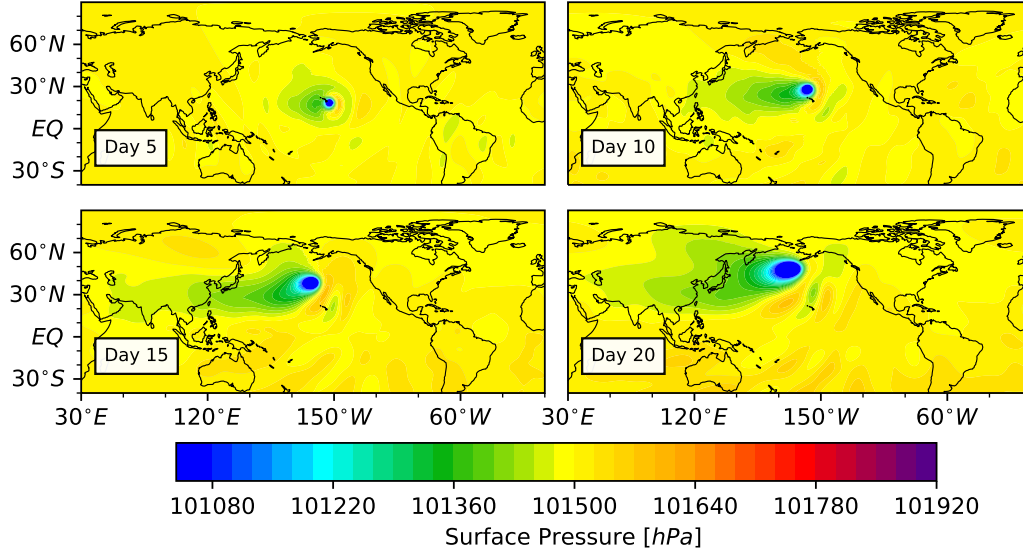 60°N
30°N
EQ
30°S
Day 5
Day 10
60°N
30°N
EQ
30°S
Day 15
Day 20
30°E 120°E 150°W 60°W 30°E 120°E 150°W 60°W
101080 101220 101360 101500 101640 101780 101920
Surface Pressure [hPa]